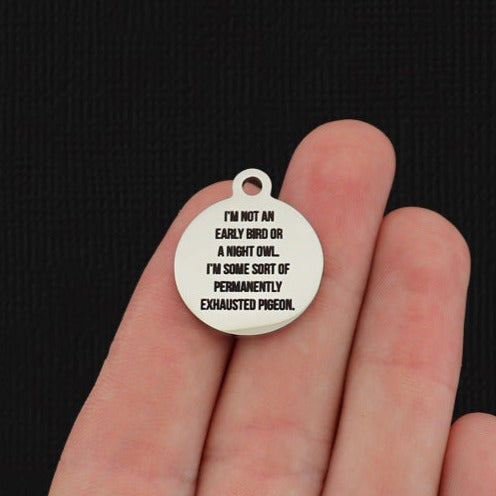 I'M NOT AN
EARLY BIRD OR
A NIGHT OWL.
I'M SOME SORT OF
PERMANENTLY
EXHAUSTED PIGEON.